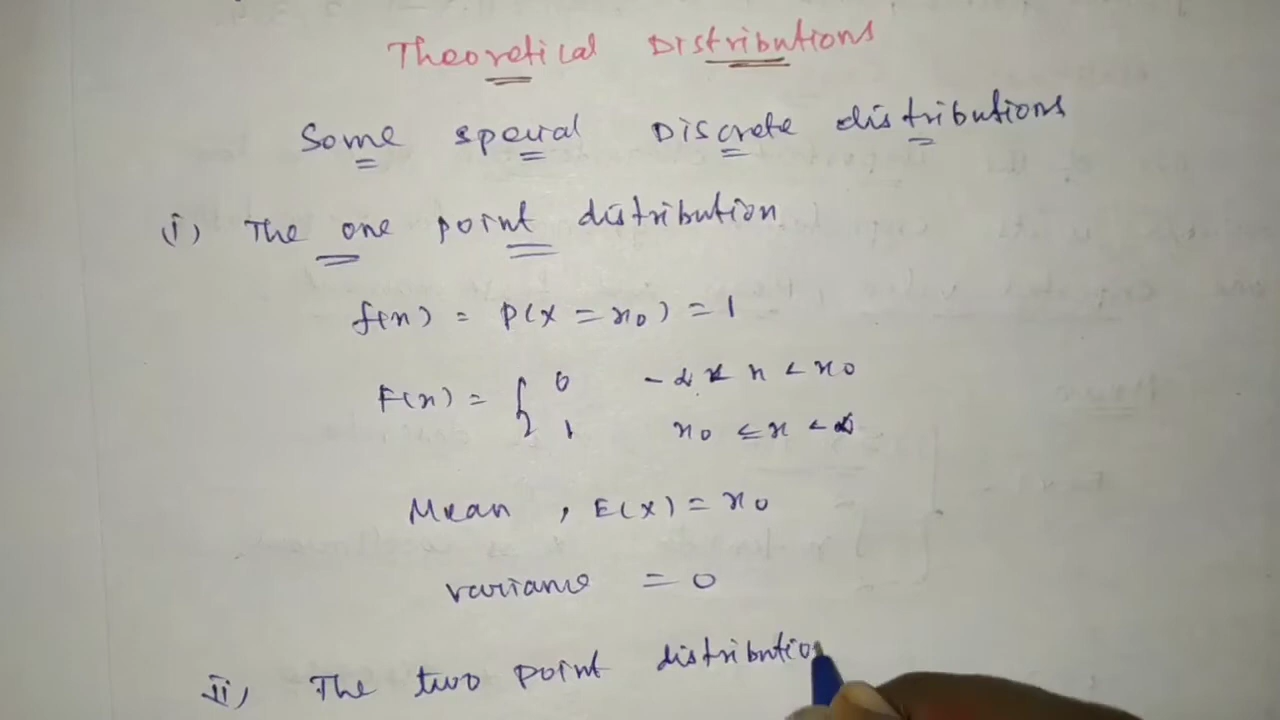 Theoretical Distributions
Some special Discrete distributions
i) The one point distribution
f(x) = P(X = x0) = 1
F(x) = { 0 -∞ < x < x0
1 x0 ≤ x < ∞
Mean, E(X) = x0
variance = 0
ii) The two point distribution